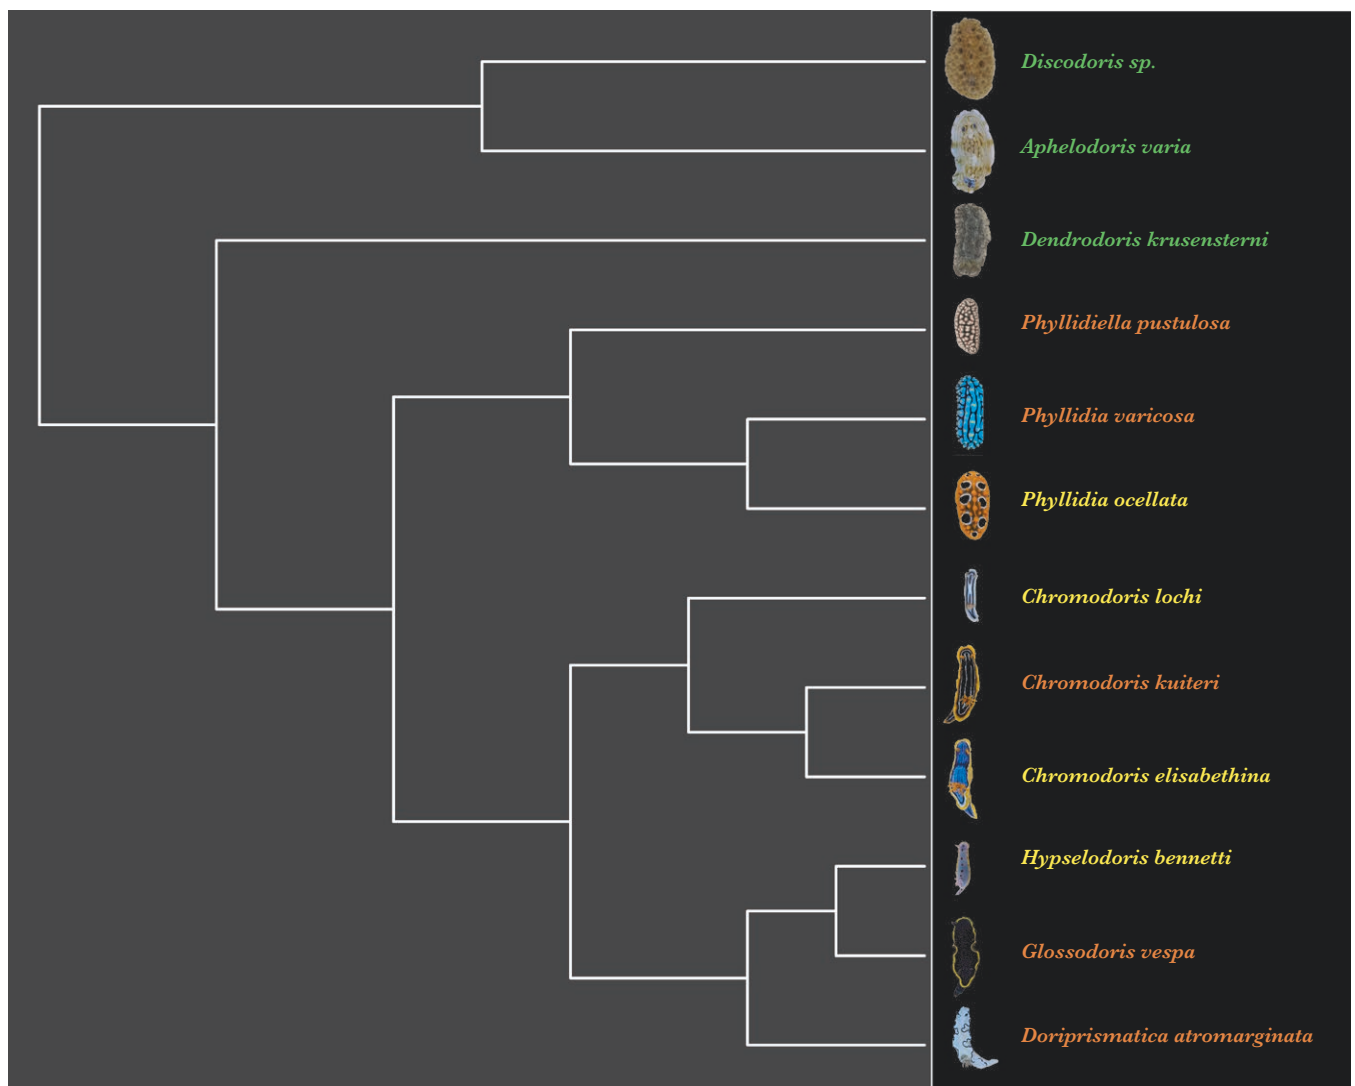 Discodoris sp.
Aphelodoris varia
Dendrodoris krusensterni
Phyllidiella pustulosa
Phyllidia varicosa
Phyllidia ocellata
Chromodoris lochi
Chromodoris kuiteri
Chromodoris elisabethina
Hypselodoris bennetti
Glossodoris vespa
Doriprismatica atromarginata